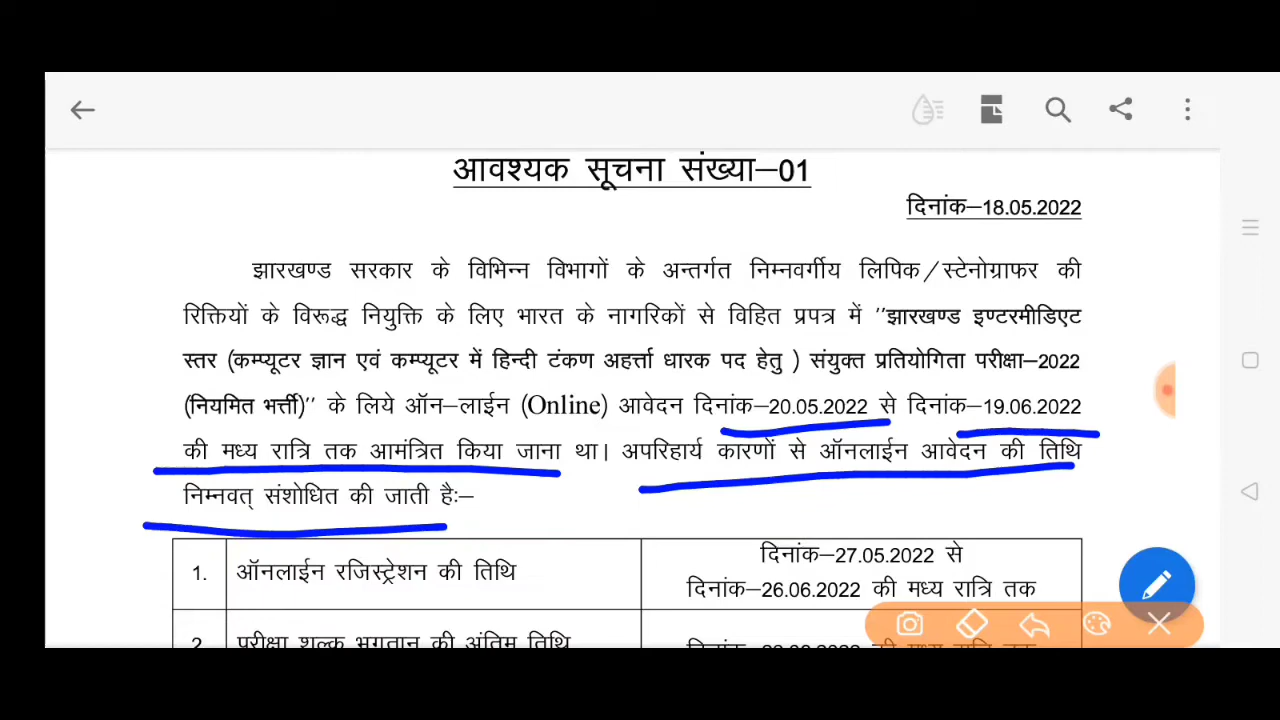 आवश्यक सूचना संख्या–01
दिनांक–18.05.2022
झारखण्ड सरकार के विभिन्न विभागों के अन्तर्गत निम्नवर्गीय लिपिक/स्टेनोग्राफर की
रिक्तियों के विरूद्ध नियुक्ति के लिए भारत के नागरिकों से विहित प्रपत्र में ''झारखण्ड इण्टरमीडिएट
स्तर (कम्प्यूटर ज्ञान एवं कम्प्यूटर में हिन्दी टंकण अहर्त्ता धारक पद हेतु ) संयुक्त प्रतियोगिता परीक्षा–2022
(नियमित भर्त्ती)'' के लिये ऑन–लाईन (Online) आवेदन दिनांक–20.05.2022 से दिनांक–19.06.2022
की मध्य रात्रि तक आमंत्रित किया जाना था। अपरिहार्य कारणों से ऑनलाईन आवेदन की तिथि
निम्नवत् संशोधित की जाती हैः–
1. ऑनलाईन रजिस्ट्रेशन की तिथि
दिनांक–27.05.2022 से
दिनांक–26.06.2022 की मध्य रात्रि तक
2. परीक्षा शुल्क भुगतान की अंतिम तिथि